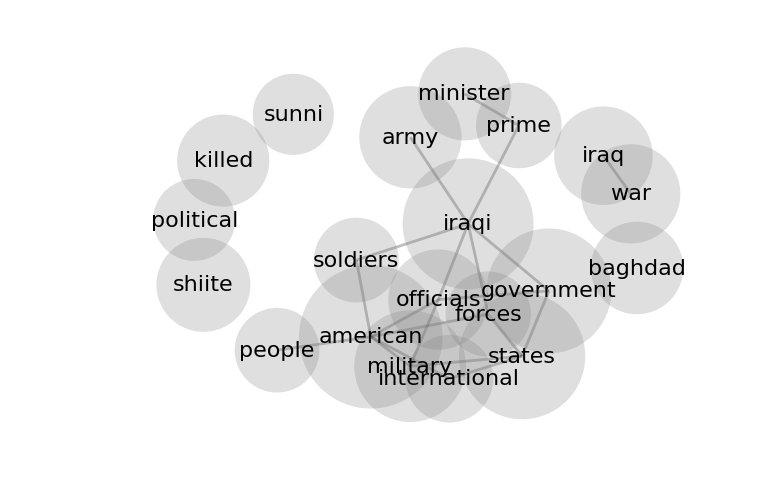 minister
sunni
prime
army
iraq
killed
war
political
iraqi
soldiers
baghdad
shiite
government
officials
forces
american
people
states
military
international